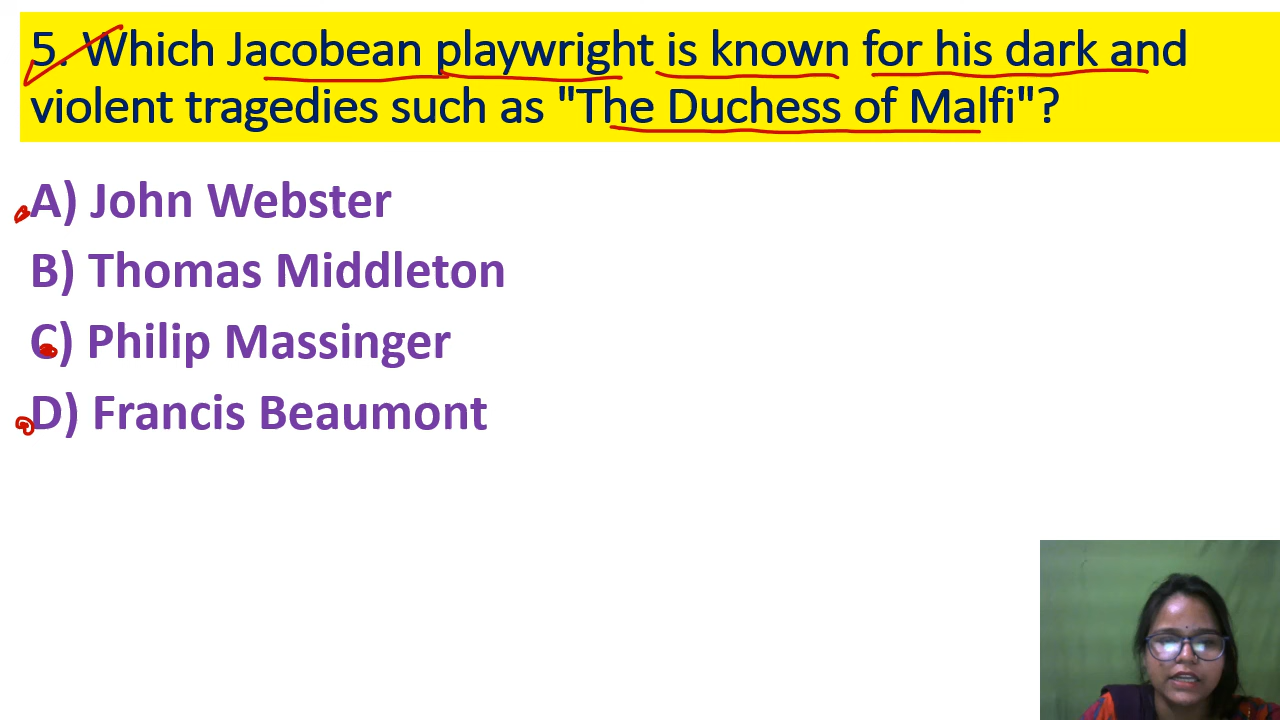 5. Which Jacobean playwright is known for his dark and
violent tragedies such as "The Duchess of Malfi"?
A) John Webster
B) Thomas Middleton
C) Philip Massinger
D) Francis Beaumont